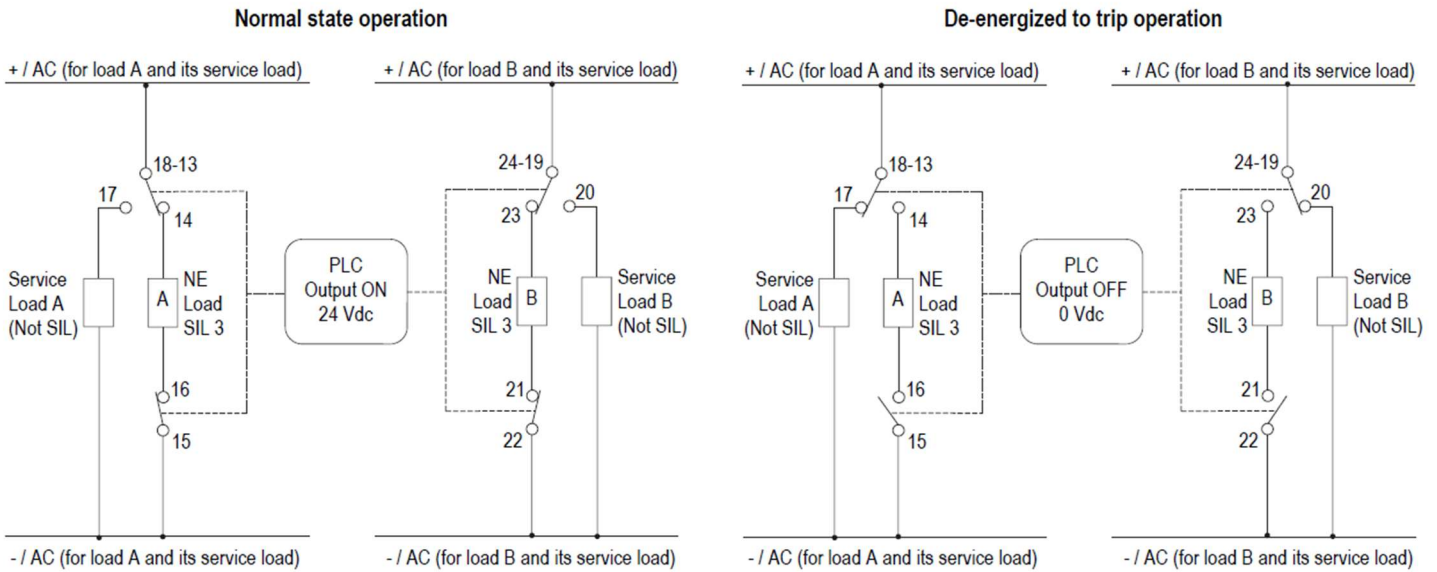 Normal state operation
+ / AC (for load A and its service load)
+ / AC (for load B and its service load)
18-13
17
14
Service
Load A
(Not SIL)
A
NE
Load
SIL 3
16
15
PLC
Output ON
24 Vdc
24-19
20
23
NE
Load
SIL 3
B
Service
Load B
(Not SIL)
21
22
- / AC (for load A and its service load)
- / AC (for load B and its service load)
De-energized to trip operation
+ / AC (for load A and its service load)
+ / AC (for load B and its service load)
18-13
17
14
Service
Load A
(Not SIL)
A
NE
Load
SIL 3
16
15
PLC
Output OFF
0 Vdc
24-19
20
23
NE
Load
SIL 3
B
Service
Load B
(Not SIL)
21
22
- / AC (for load A and its service load)
- / AC (for load B and its service load)